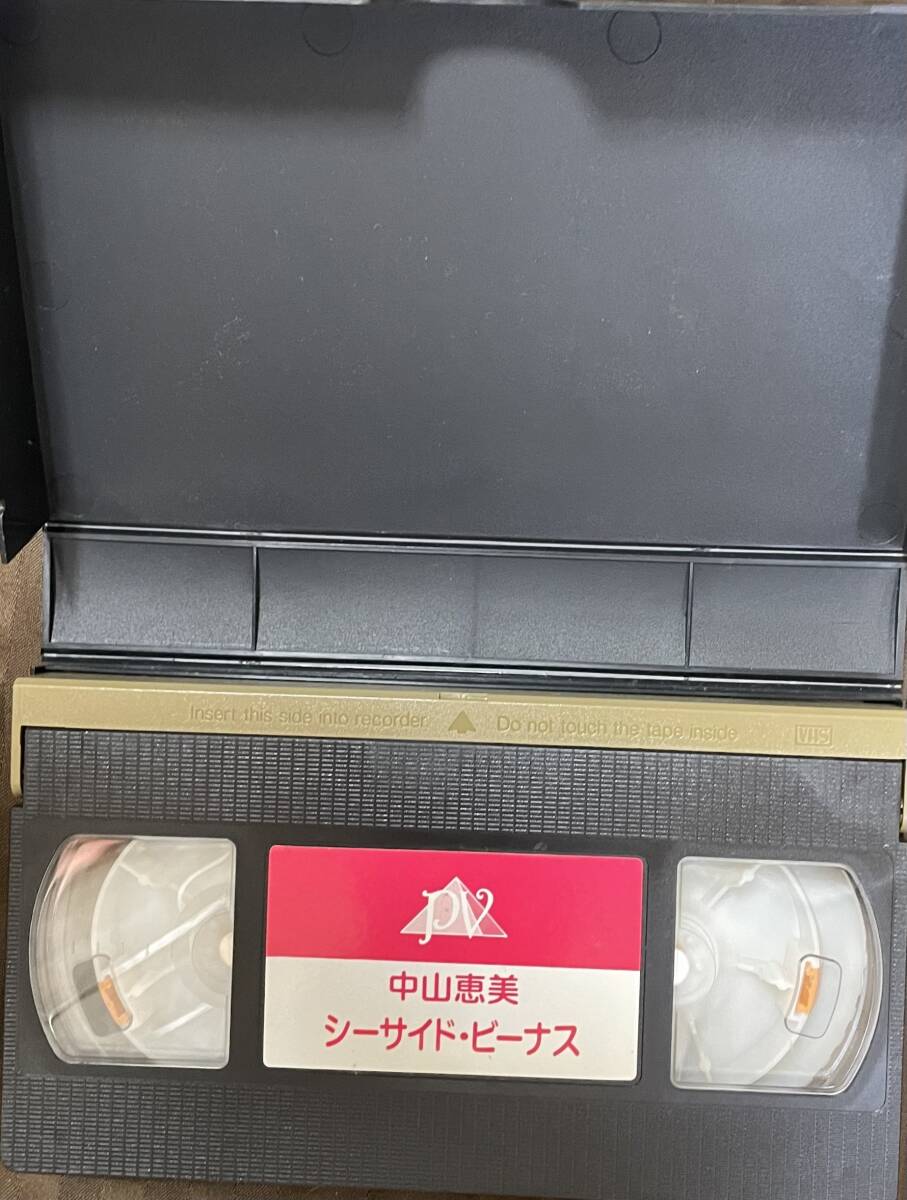 Insert this side into recorder Do not touch the tape inside VHS
PV
中山恵美
シーサイド・ビーナス